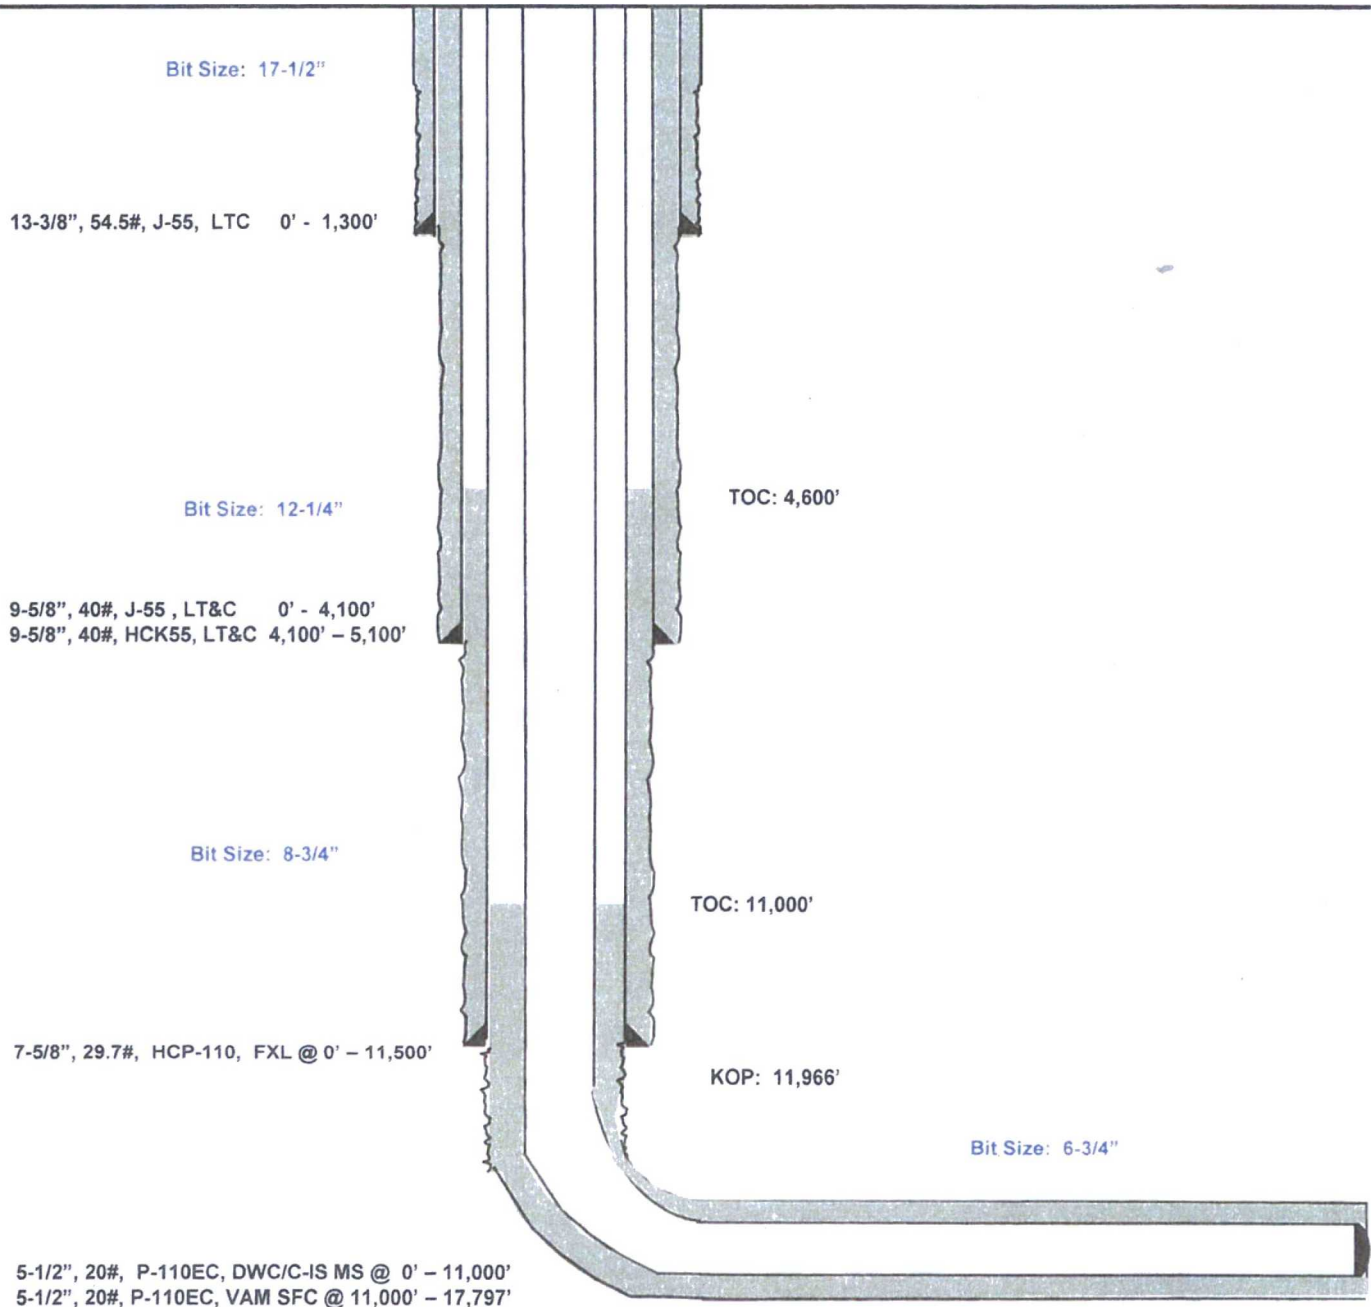 Bit Size: 17-1/2"
13-3/8", 54.5#, J-55, LTC 0' - 1,300'
TOC: 4,600'
Bit Size: 12-1/4"
9-5/8", 40#, J-55 , LT&C 0' - 4,100'
9-5/8", 40#, HCK55, LT&C 4,100' – 5,100'
Bit Size: 8-3/4"
TOC: 11,000'
7-5/8", 29.7#, HCP-110, FXL @ 0' – 11,500'
KOP: 11,966'
Bit Size: 6-3/4"
5-1/2", 20#, P-110EC, DWC/C-IS MS @ 0' – 11,000'
5-1/2", 20#, P-110EC, VAM SFC @ 11,000' – 17,797'